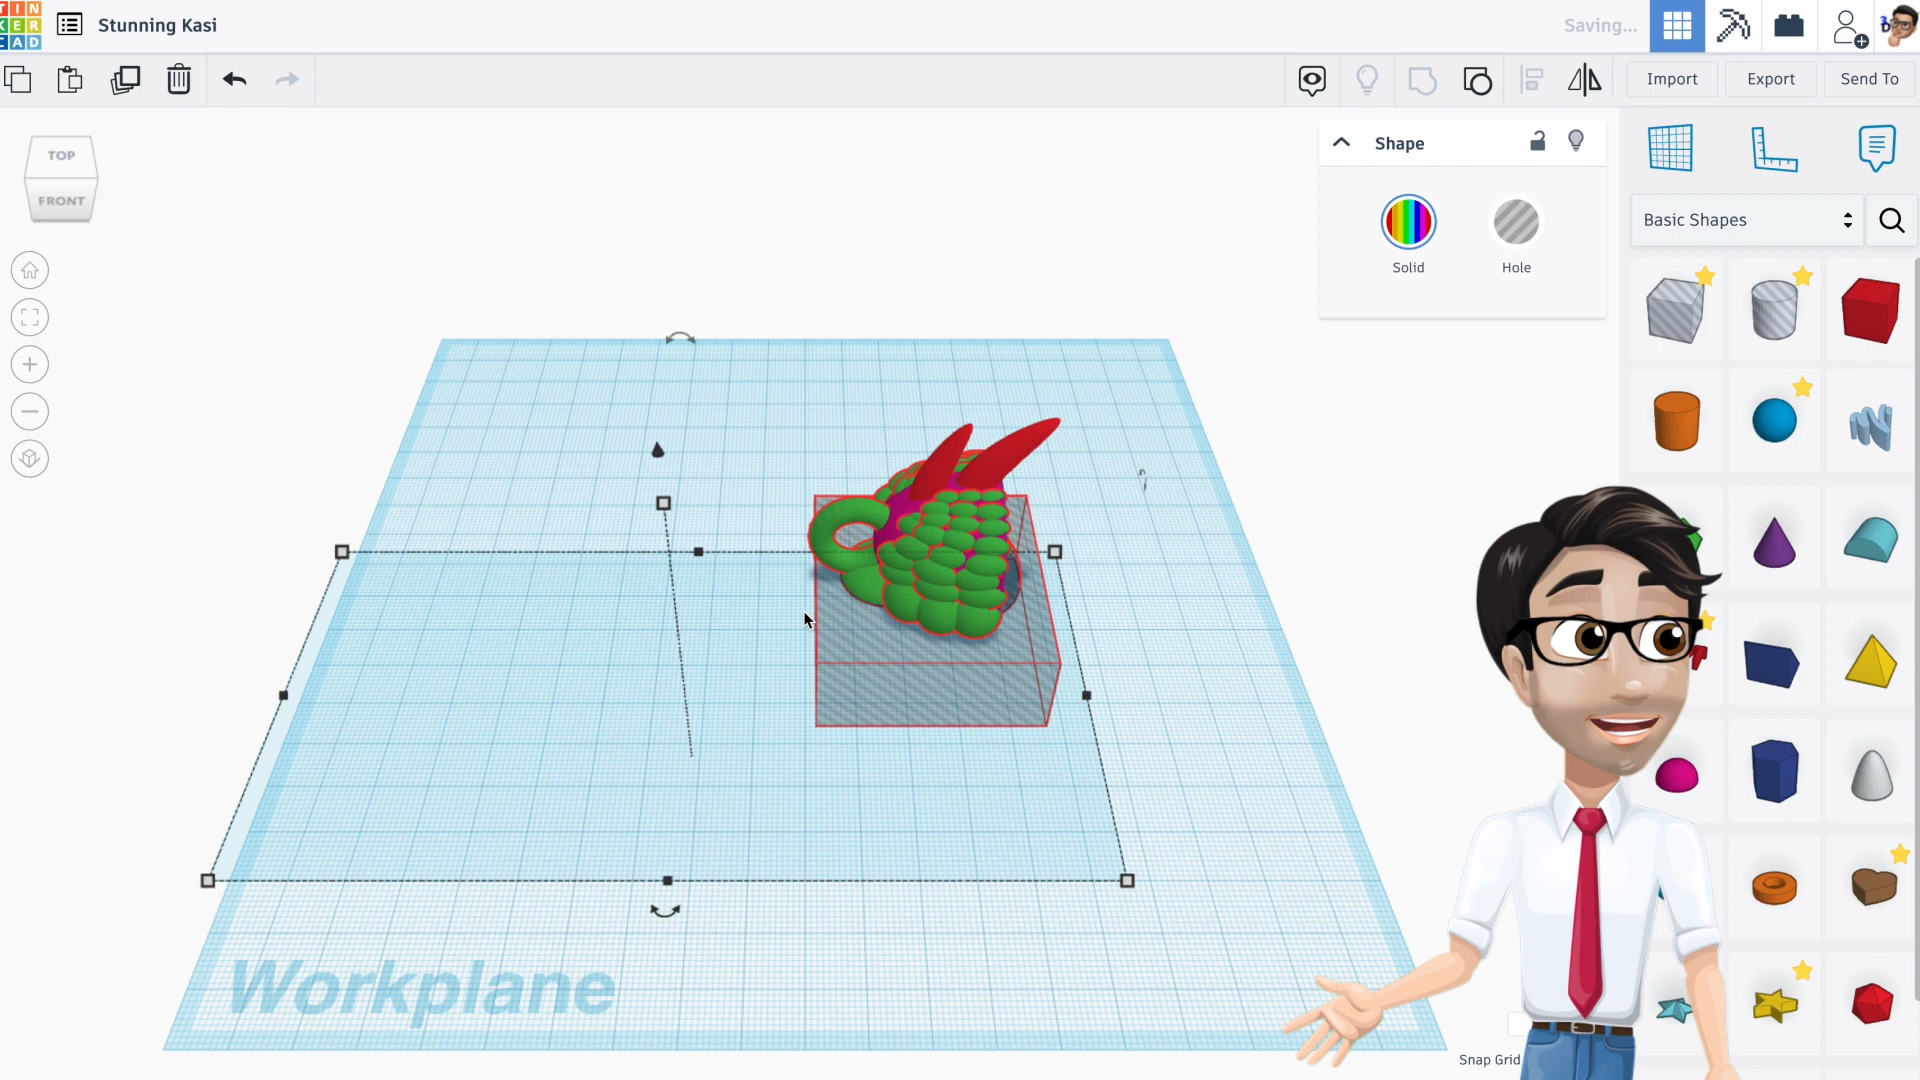 TIN
KER
CAD
Stunning Kasi
Saving...
Import
Export
Send To
TOP
FRONT
Shape
Solid
Hole
Basic Shapes
Workplane
Snap Grid